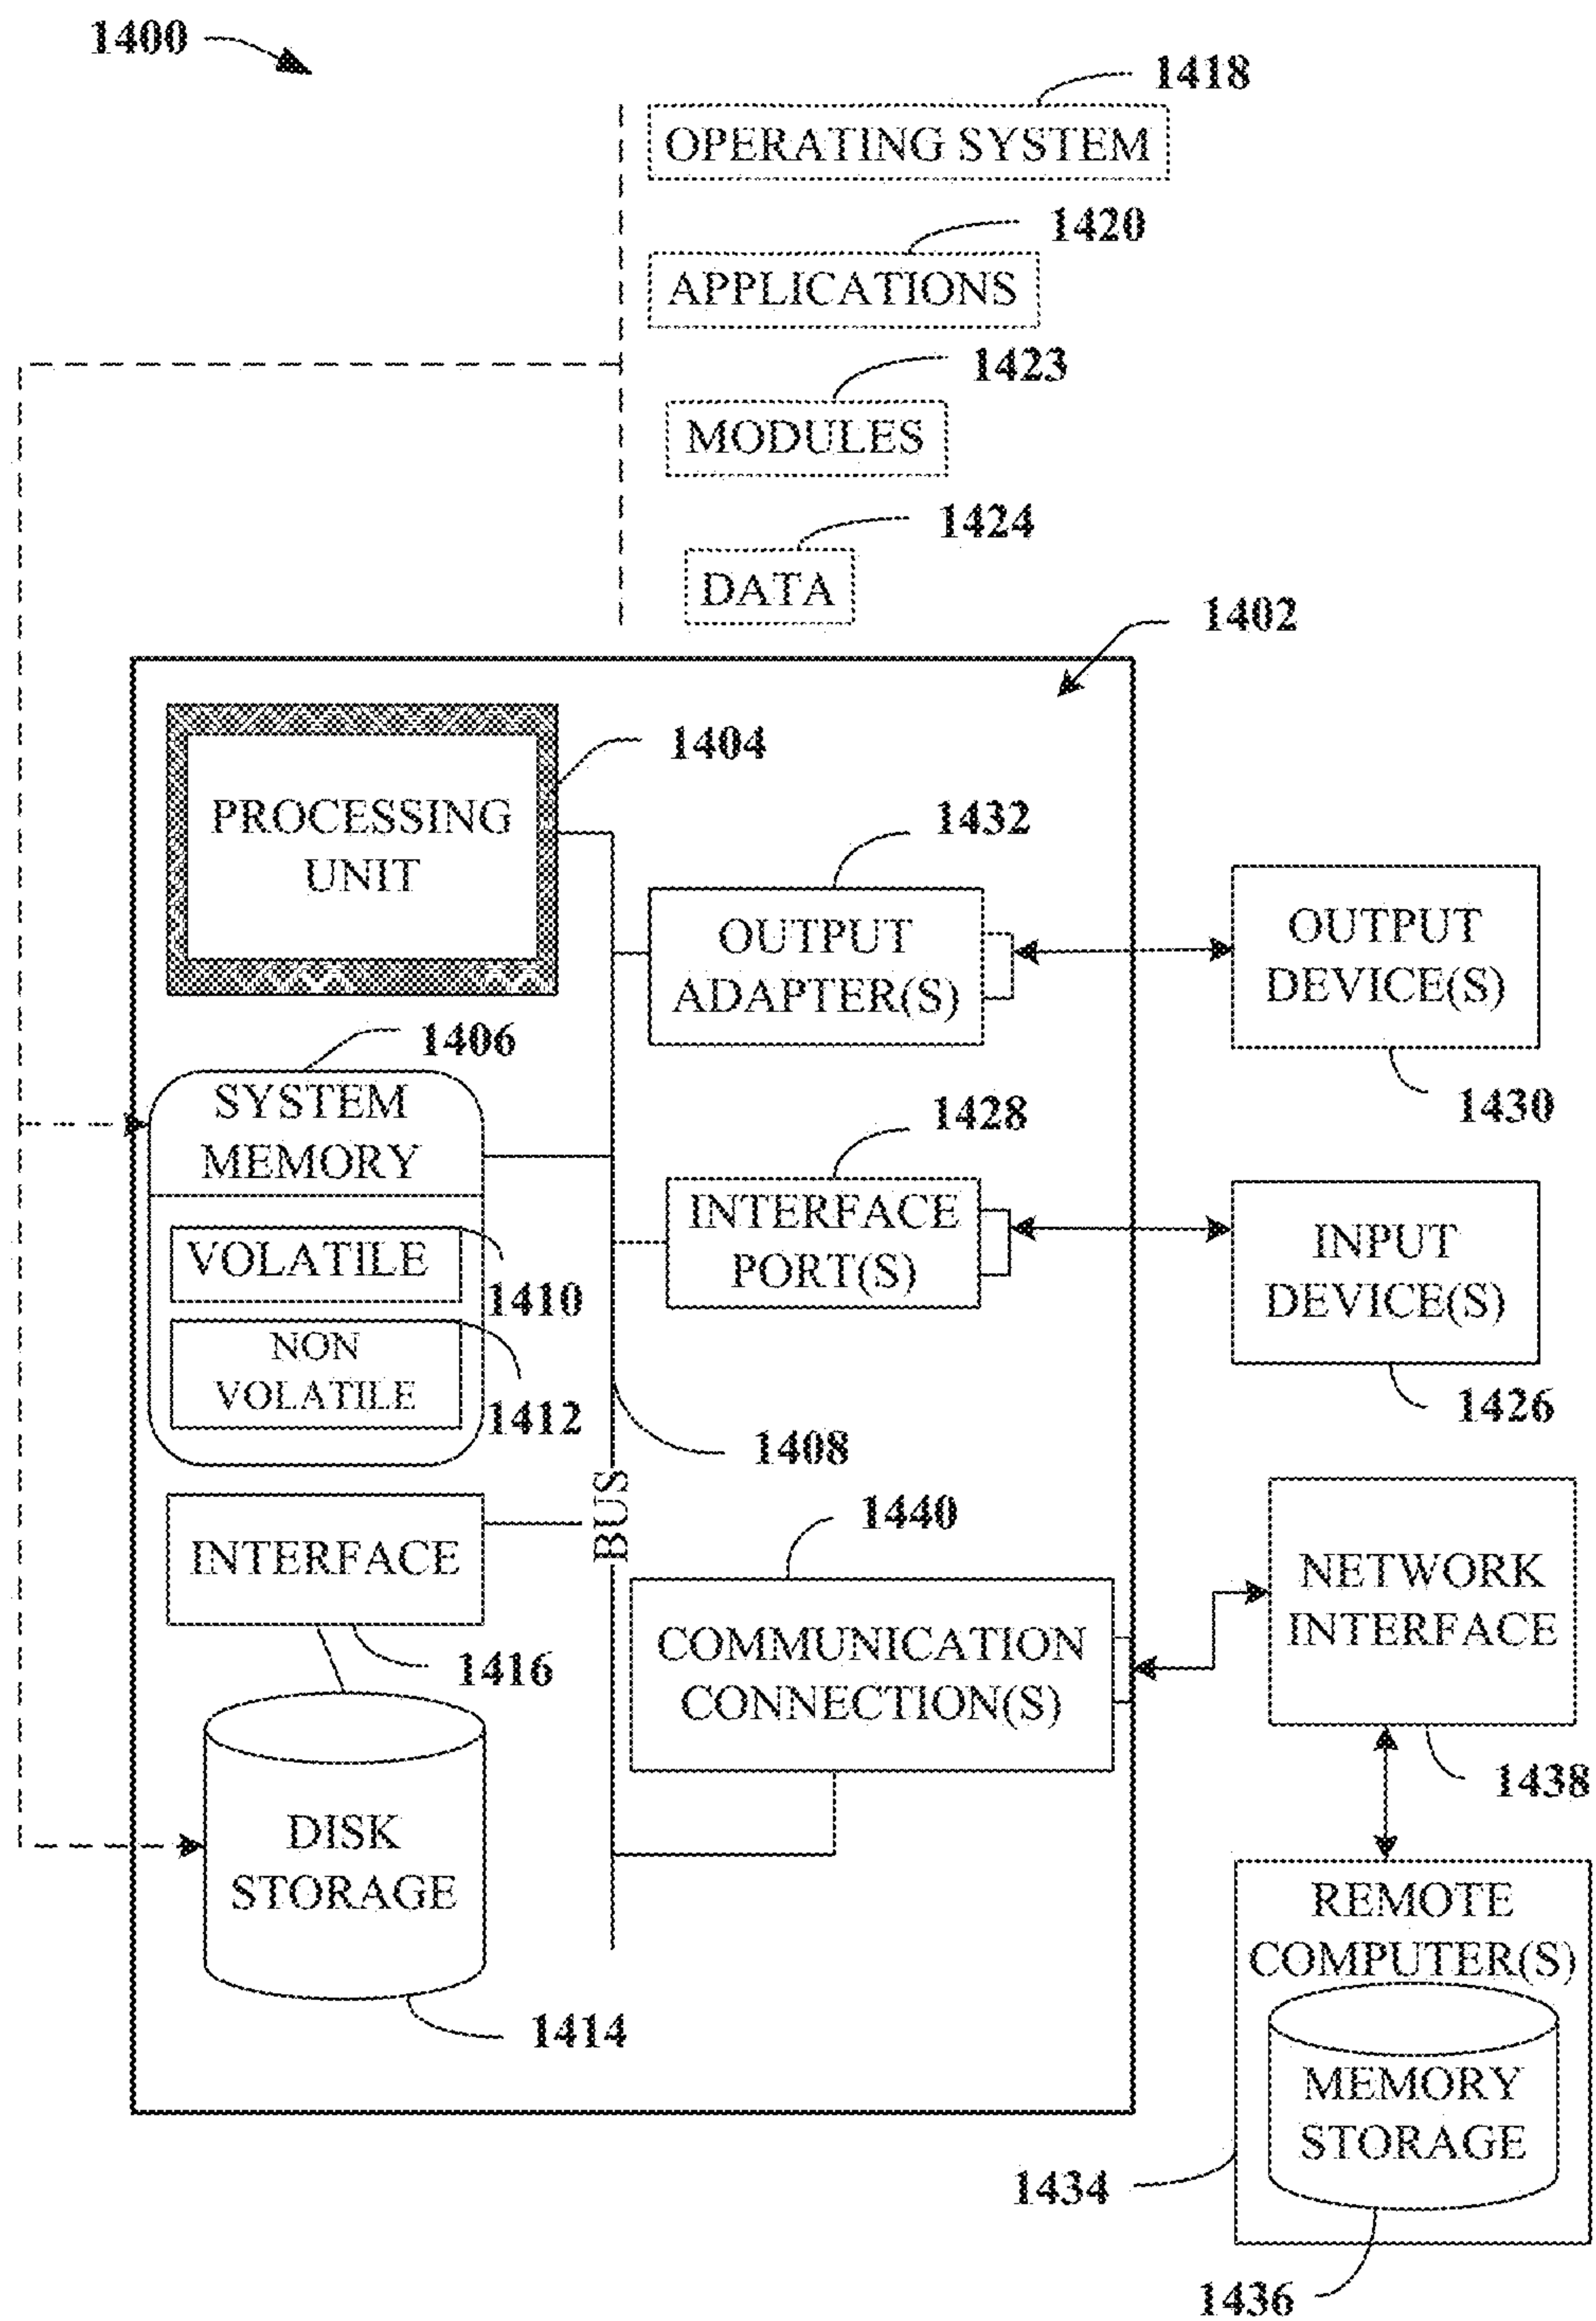 1400
1418
OPERATING SYSTEM
1420
APPLICATIONS
1423
MODULES
1424
DATA
1402
PROCESSING
UNIT
1404
1432
OUTPUT
ADAPTER(S)
OUTPUT
DEVICE(S)
1430
1406
SYSTEM
MEMORY
VOLATILE
1410
NON
VOLATILE
1412
1428
INTERFACE
PORT(S)
INPUT
DEVICE(S)
1426
1408
BUS
INTERFACE
1416
1440
COMMUNICATION
CONNECTION(S)
NETWORK
INTERFACE
1438
DISK
STORAGE
1414
REMOTE
COMPUTER(S)
MEMORY
STORAGE
1434
1436